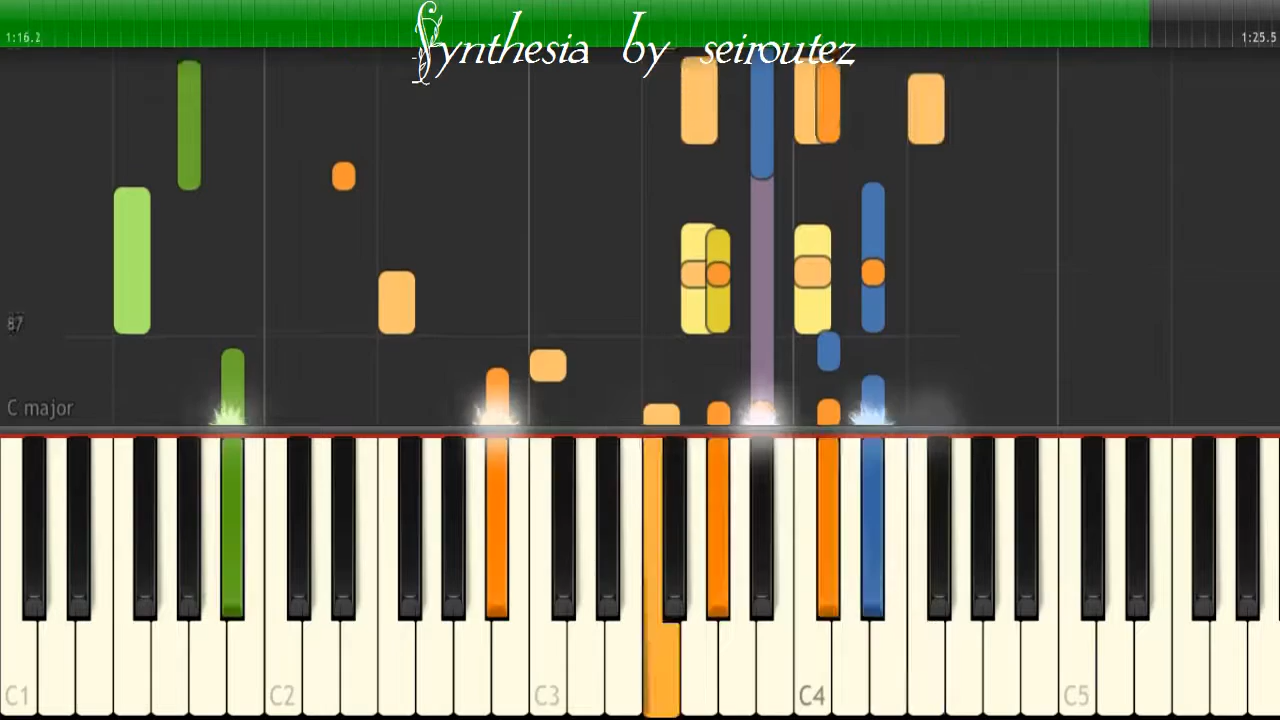 Synthesia by seiroutez
1:16.2
1:25.5
87
C major
C1
C2
C3
C4
C5